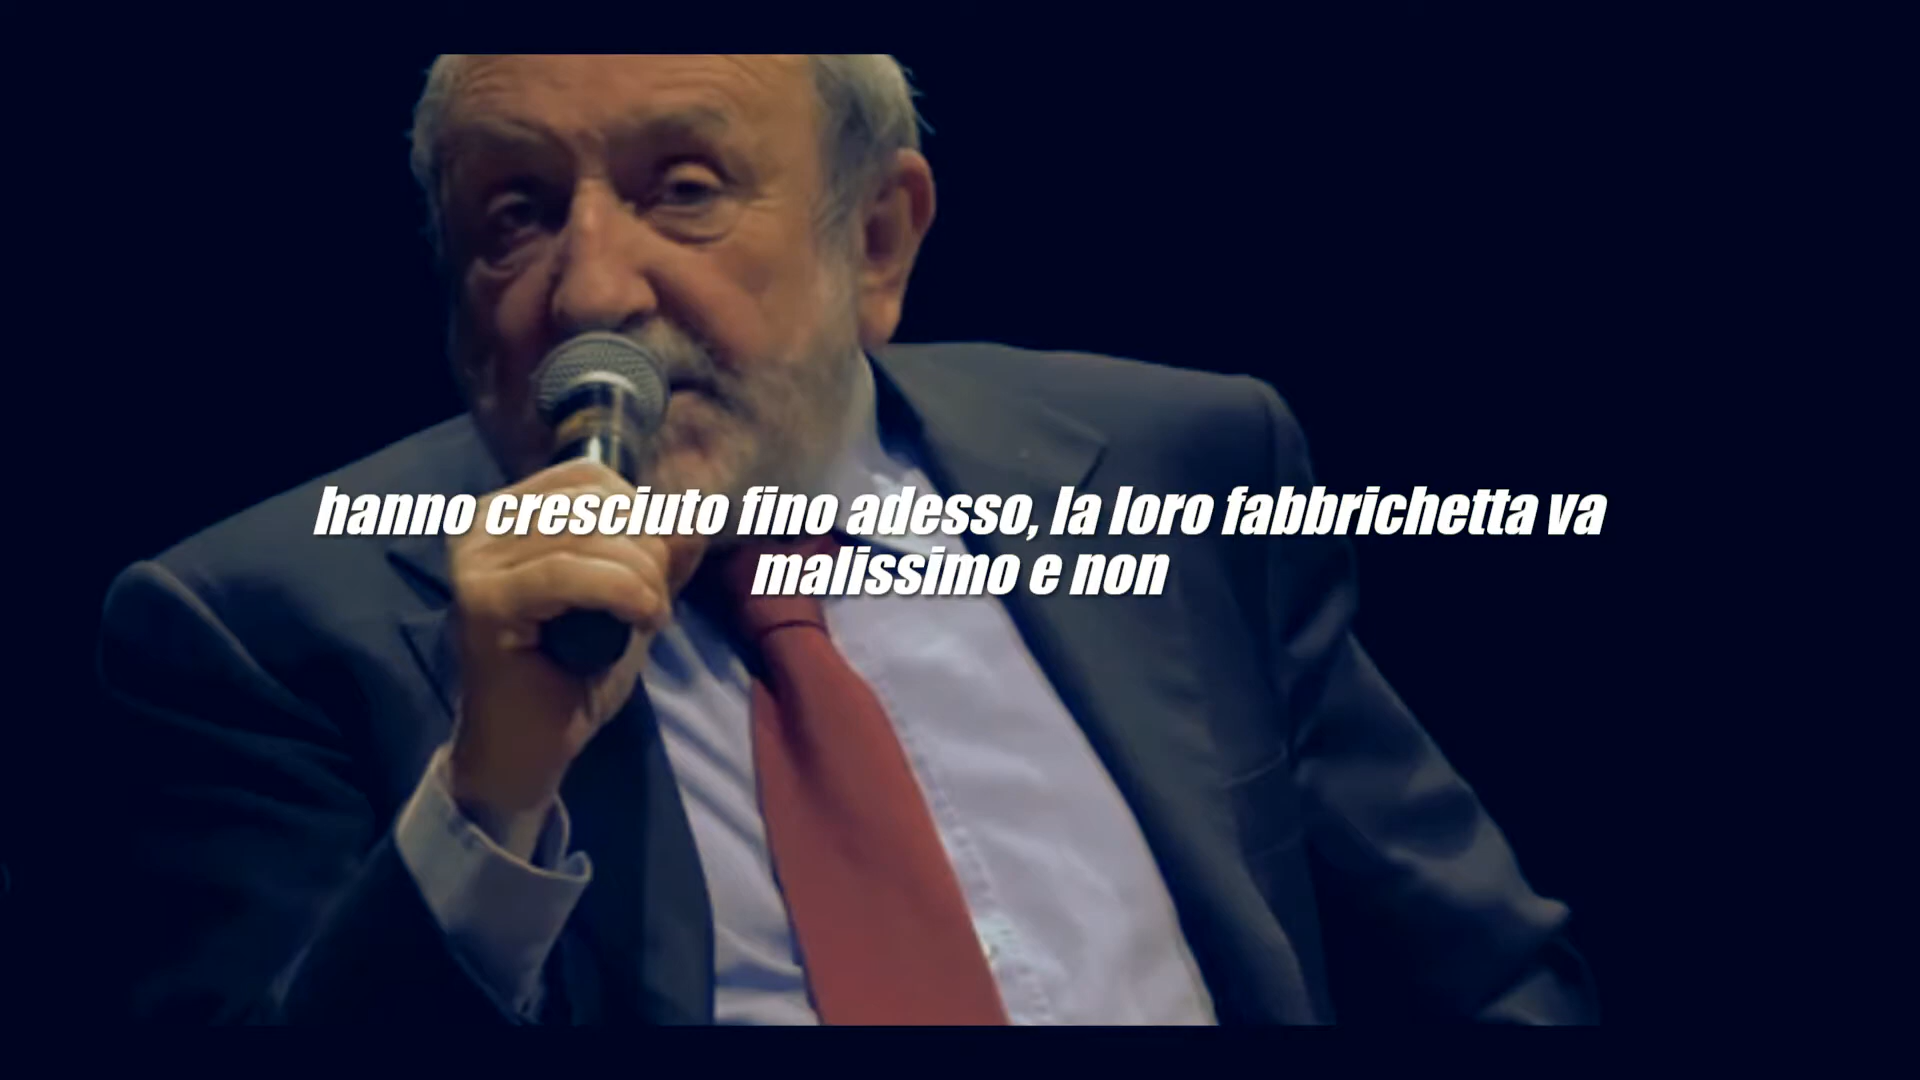 hanno cresciuto fino adesso, la loro fabbrichetta va
malissimo e non